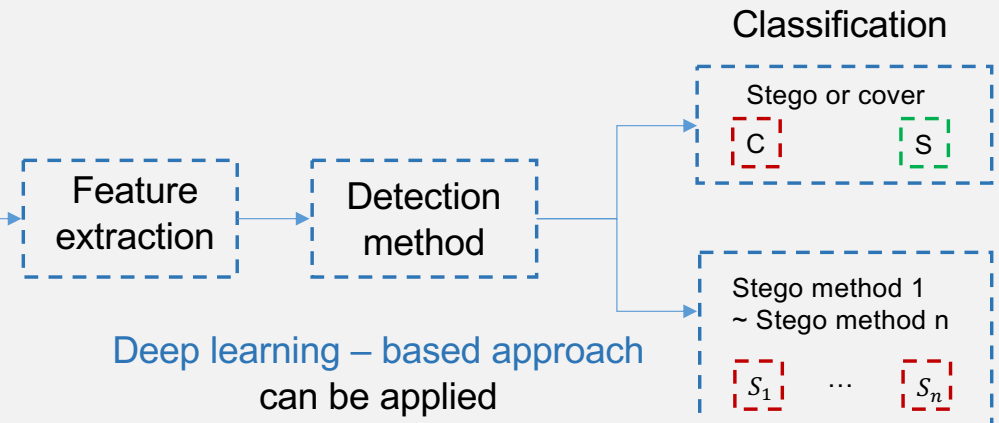 Classification
Stego or cover
C
S
Feature
extraction
Detection
method
Stego method 1
~ Stego method n
S₁ ... Sₙ
Deep learning – based approach
can be applied